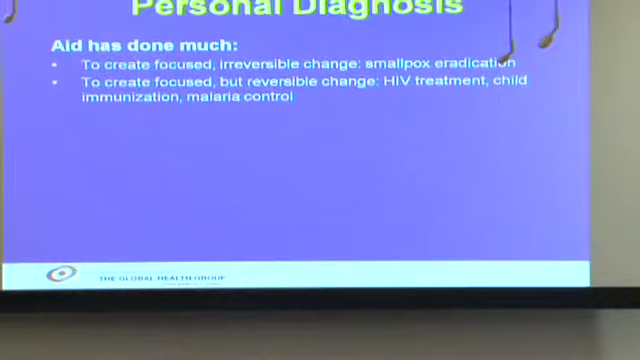 Personal Diagnosis
Aid has done much:
• To create focused, irreversible change: smallpox eradication
• To create focused, but reversible change: HIV treatment, child
immunization, malaria control
THE GLOBAL HEALTH GROUP